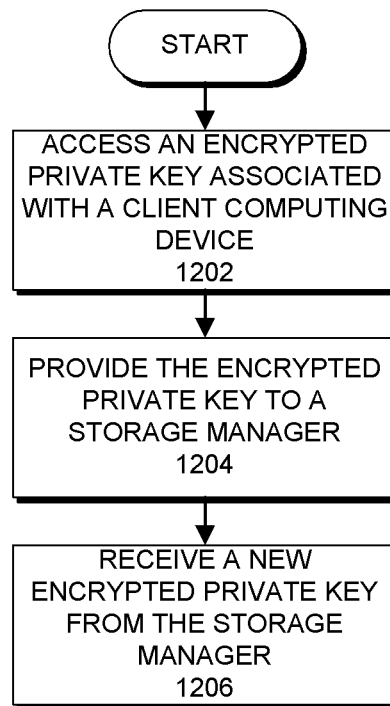 START
ACCESS AN ENCRYPTED
PRIVATE KEY ASSOCIATED
WITH A CLIENT COMPUTING
DEVICE
1202
PROVIDE THE ENCRYPTED
PRIVATE KEY TO A
STORAGE MANAGER
1204
RECEIVE A NEW
ENCRYPTED PRIVATE KEY
FROM THE STORAGE
MANAGER
1206